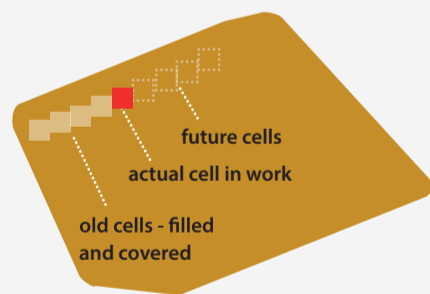 future cells
actual cell in work
old cells - filled
and covered